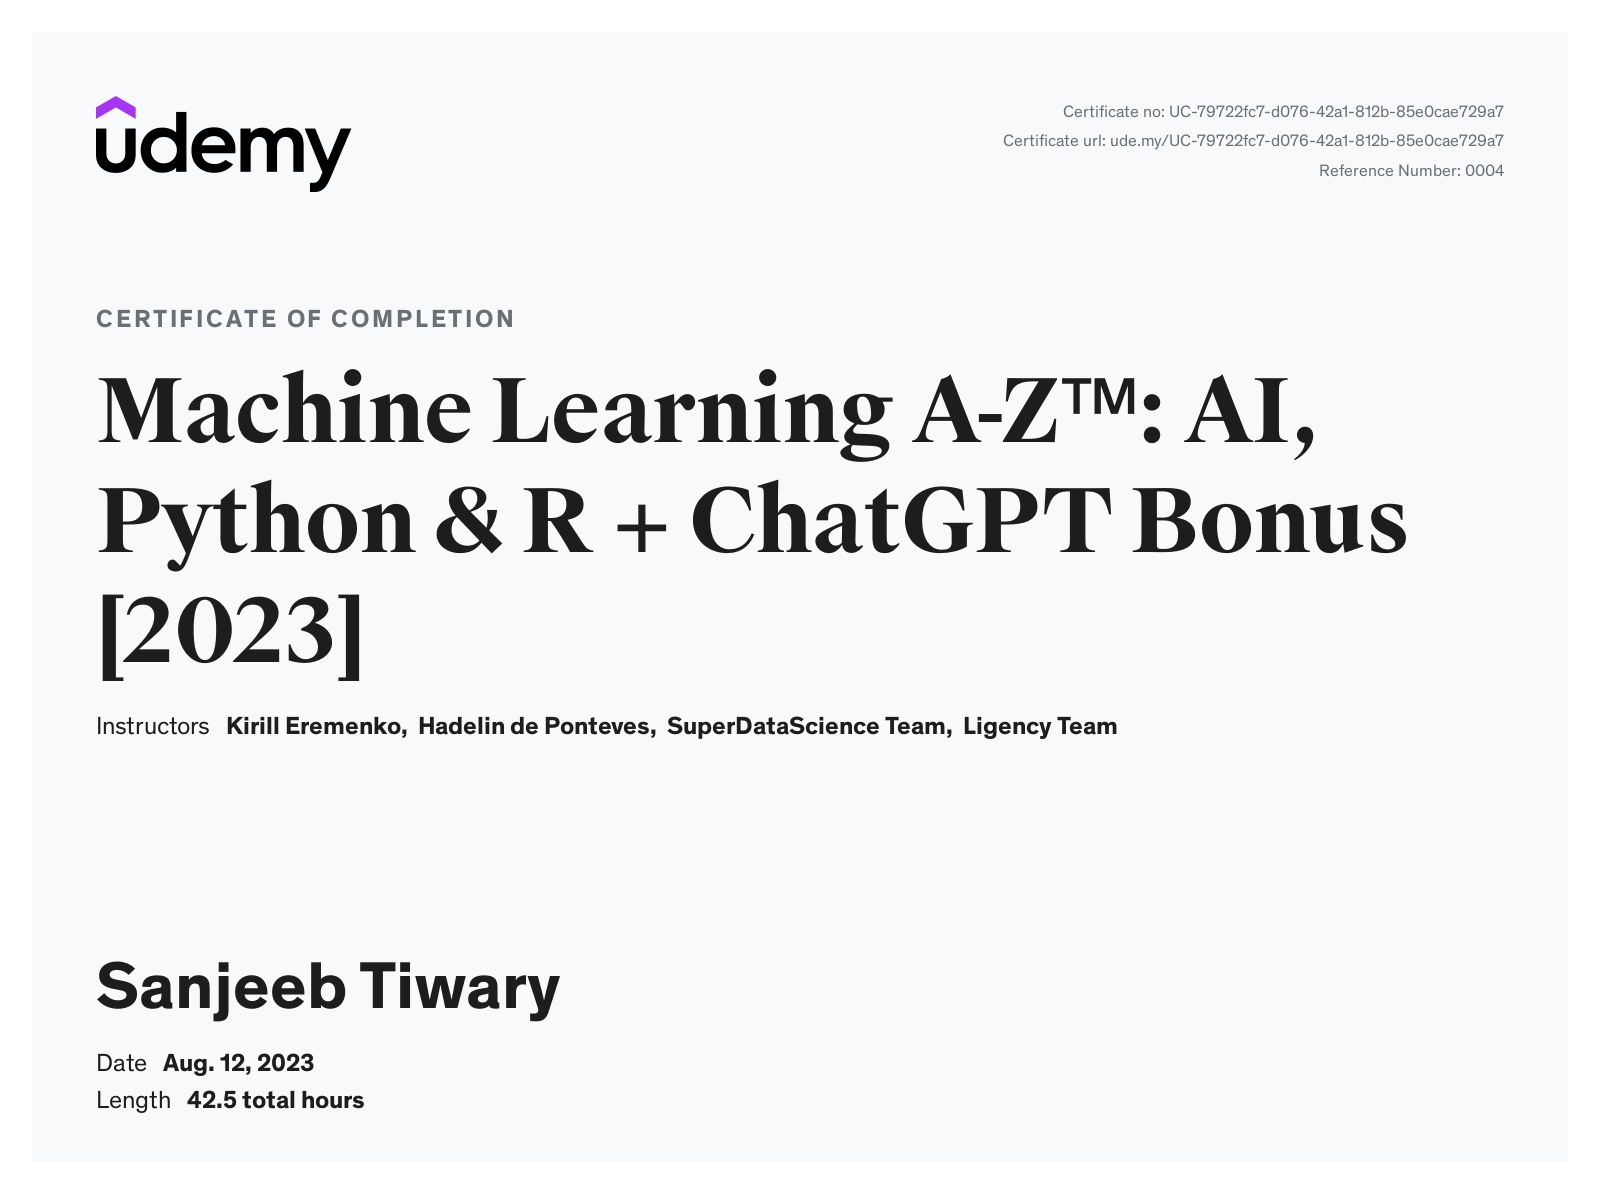 udemy
Certificate no: UC-79722fc7-d076-42a1-812b-85e0cae729a7
Certificate url: ude.my/UC-79722fc7-d076-42a1-812b-85e0cae729a7
Reference Number: 0004
CERTIFICATE OF COMPLETION
Machine Learning A-Z™: AI,
Python & R + ChatGPT Bonus
[2023]
Instructors Kirill Eremenko, Hadelin de Ponteves, SuperDataScience Team, Ligency Team
Sanjeeb Tiwary
Date Aug. 12, 2023
Length 42.5 total hours